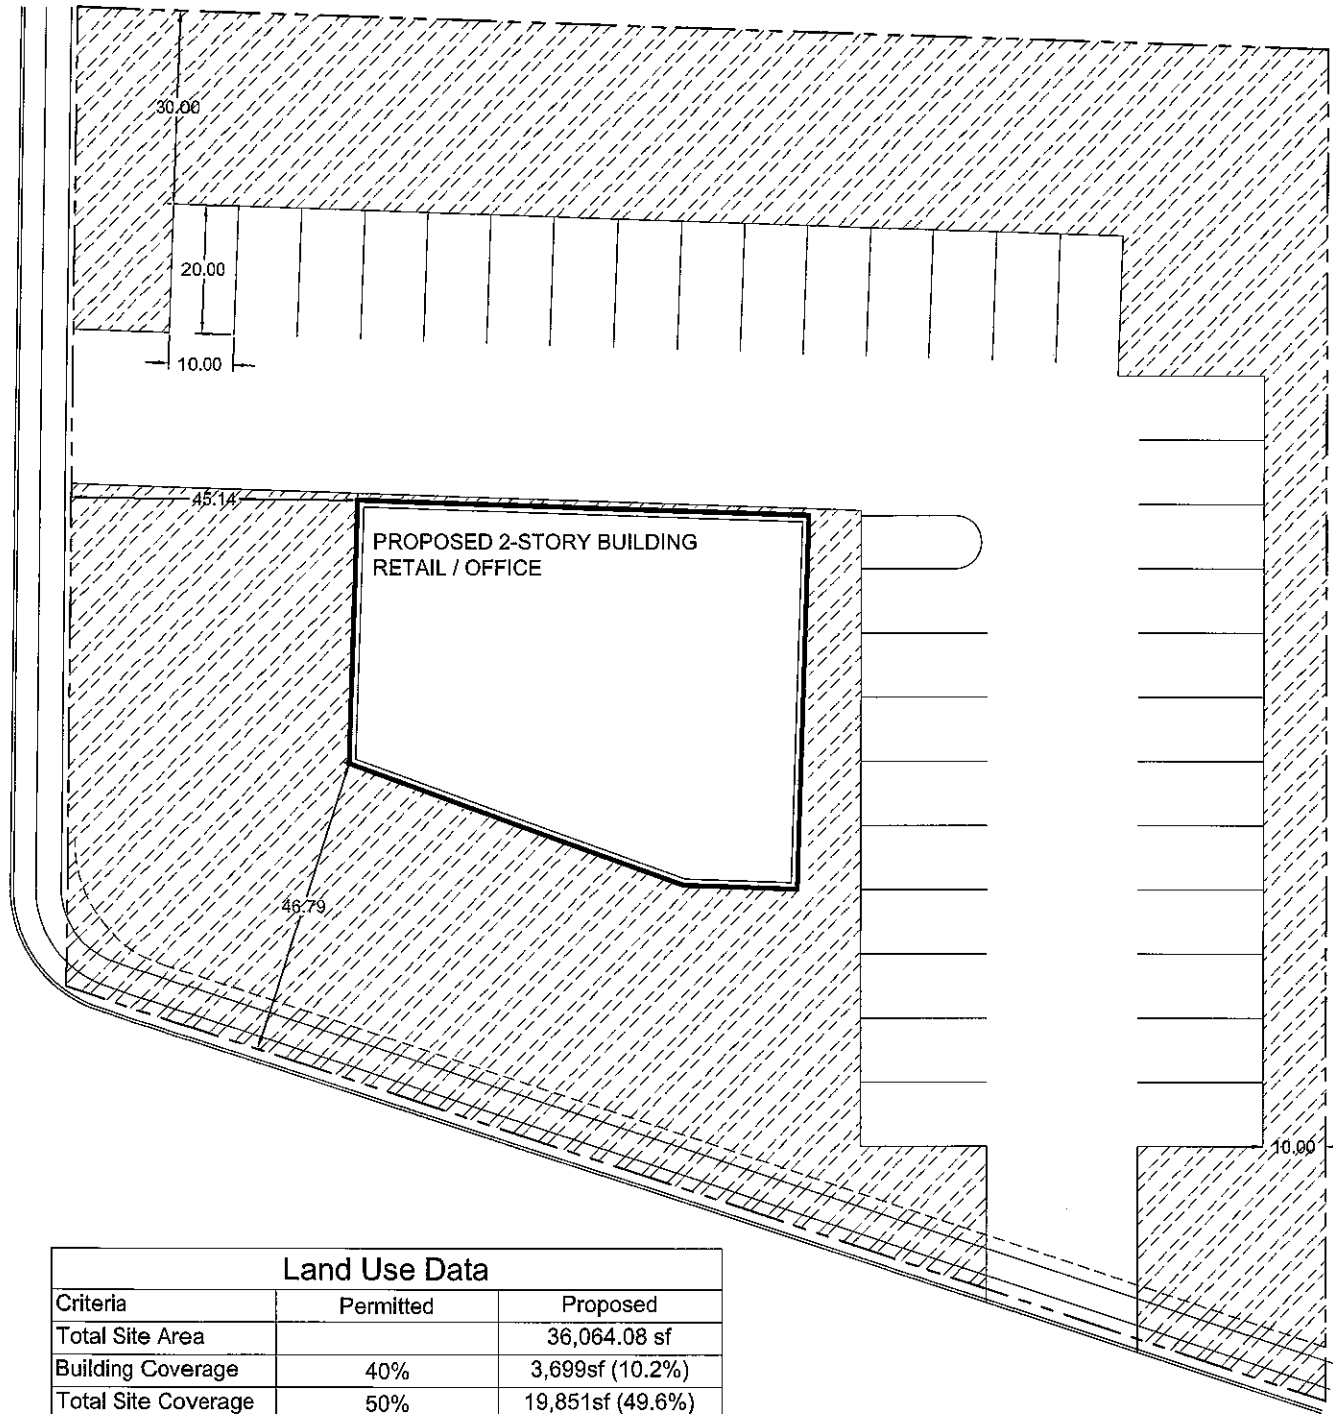 30.00
20.00
10.00
45.14
PROPOSED 2-STORY BUILDING
RETAIL / OFFICE
46.79
10.00
Land Use Data
Criteria Permitted Proposed
Total Site Area 36,064.08 sf
Building Coverage 40% 3,699sf (10.2%)
Total Site Coverage 50% 19,851sf (49.6%)